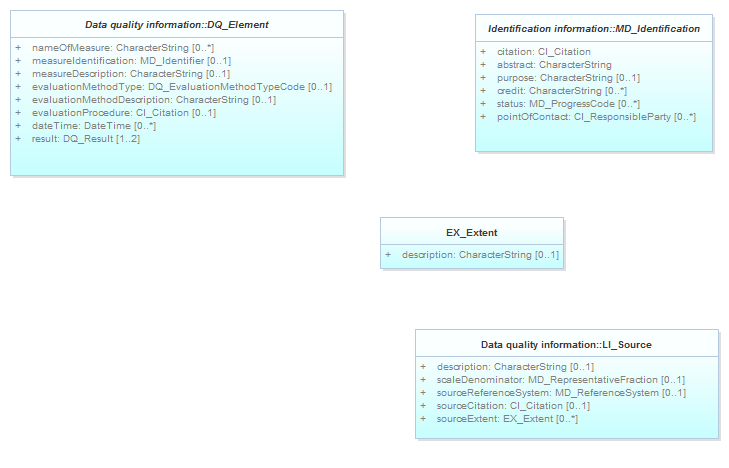 Data quality information::DQ_Element
+ nameOfMeasure: CharacterString [0..*]
+ measureIdentification: MD_Identifier [0..1]
+ measureDescription: CharacterString [0..1]
+ evaluationMethodType: DQ_EvaluationMethodTypeCode [0..1]
+ evaluationMethodDescription: CharacterString [0..1]
+ evaluationProcedure: CI_Citation [0..1]
+ dateTime: DateTime [0..*]
+ result: DQ_Result [1..2]
Identification information::MD_Identification
+ citation: CI_Citation
+ abstract: CharacterString
+ purpose: CharacterString [0..1]
+ credit: CharacterString [0..*]
+ status: MD_ProgressCode [0..*]
+ pointOfContact: CI_ResponsibleParty [0..*]
EX_Extent
+ description: CharacterString [0..1]
Data quality information::LI_Source
+ description: CharacterString [0..1]
+ scaleDenominator: MD_RepresentativeFraction [0..1]
+ sourceReferenceSystem: MD_ReferenceSystem [0..1]
+ sourceCitation: CI_Citation [0..1]
+ sourceExtent: EX_Extent [0..*]